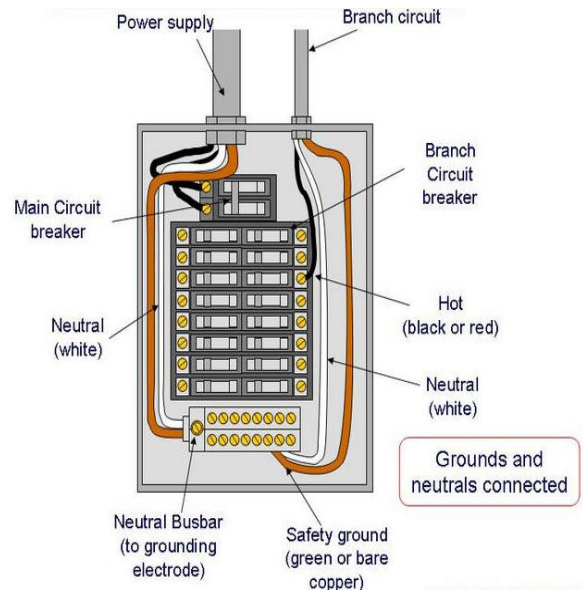 Power supply
Branch circuit
Branch
Circuit
breaker
Main Circuit
breaker
Neutral
(white)
Hot
(black or red)
Neutral
(white)
Grounds and
neutrals connected
Neutral Busbar
(to grounding
electrode)
Safety ground
(green or bare
copper)